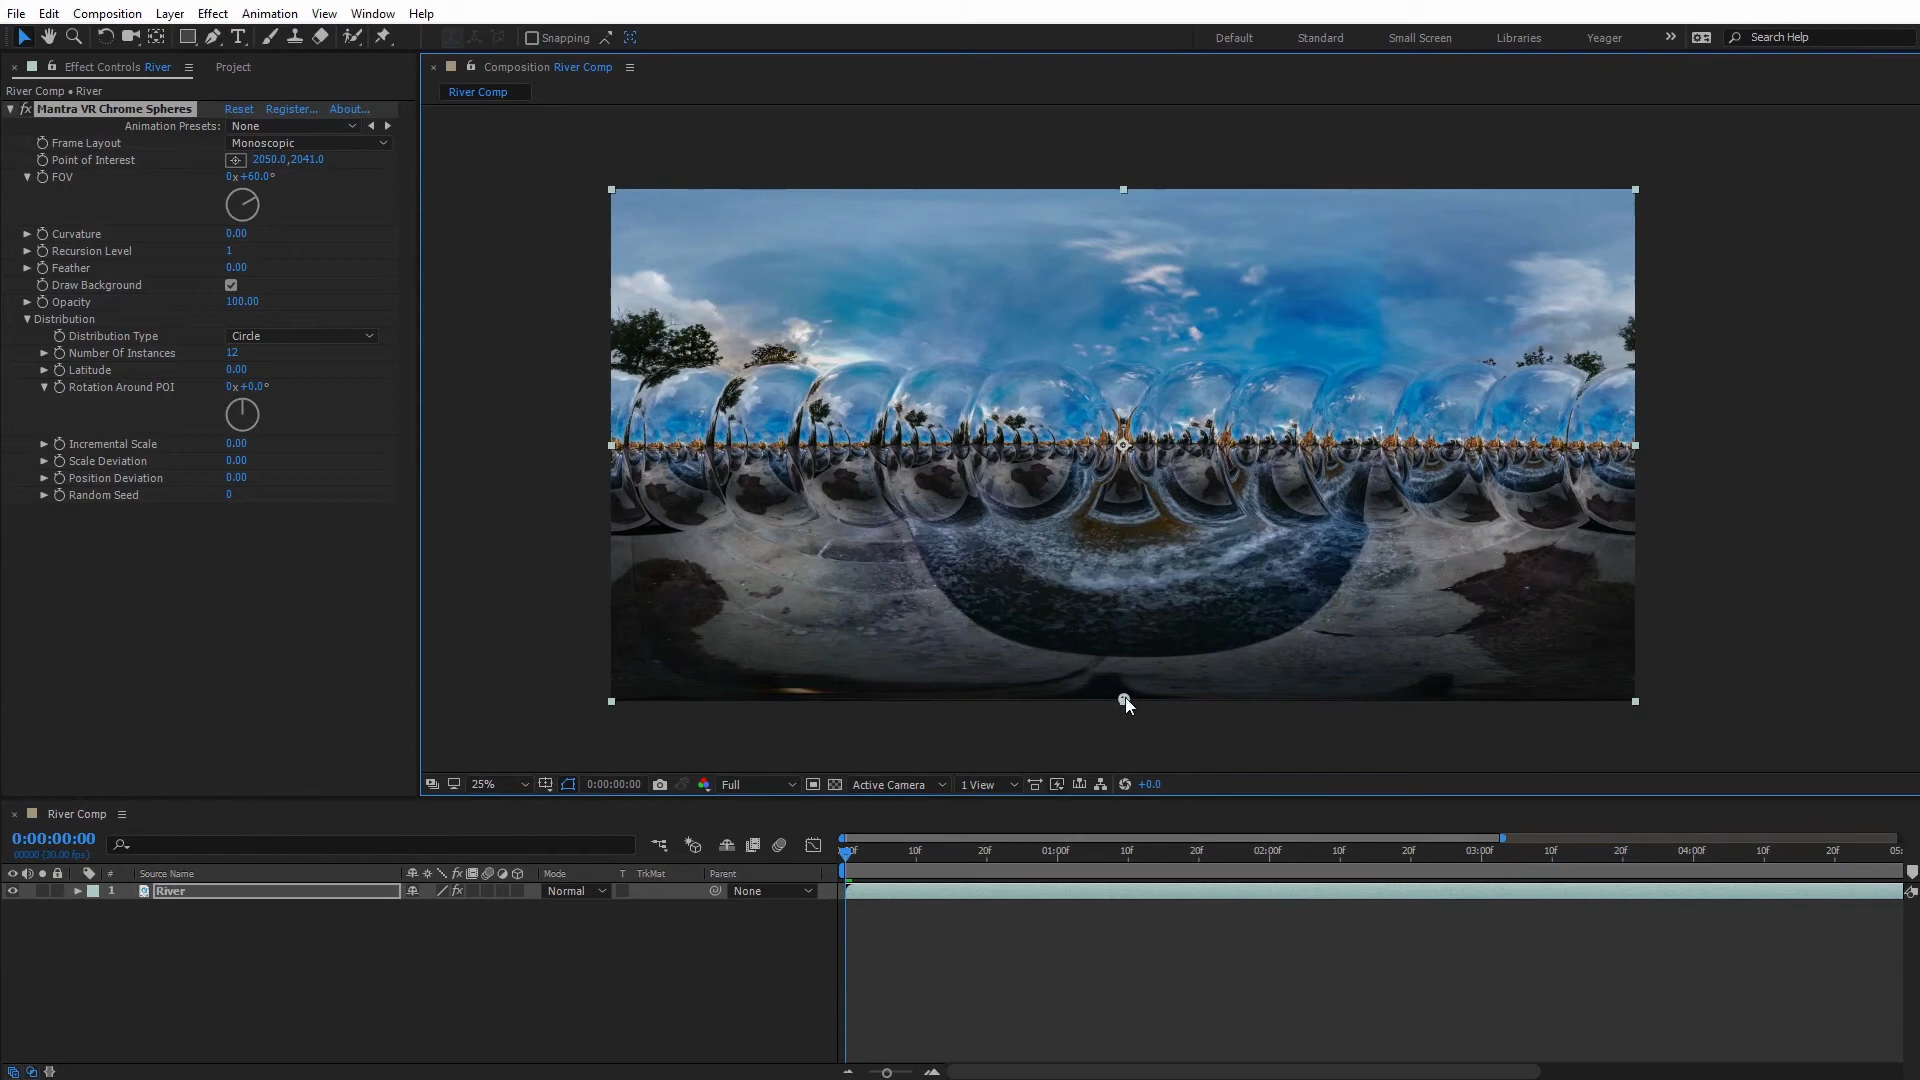 File Edit Composition Layer Effect Animation View Window Help
Snapping Default Standard Small Screen Libraries Yeager Search Help
Effect Controls River Project
Composition River Comp
River Comp • River
River Comp
fx Mantra VR Chrome Spheres Reset Register... About...
Animation Presets: None
Frame Layout Monoscopic
Point of Interest 2050.0,2041.0
FOV 0x+60.0°
Curvature 0.00
Recursion Level 1
Feather 0.00
Draw Background
Opacity 100.00
Distribution
Distribution Type Circle
Number Of Instances 12
Latitude 0.00
Rotation Around POI 0x+0.0°
Incremental Scale 0.00
Scale Deviation 0.00
Position Deviation 0.00
Random Seed 0
25% 0:00:00:00 Full Active Camera 1 View +0.0
River Comp
0:00:00:00
00000 (30.00 fps)
10f 20f 01:00f 10f 20f 02:00f 10f 20f 03:00f 10f 20f 04:00f 10f 20f
# Source Name fx Mode T TrkMat Parent
1 River fx Normal None